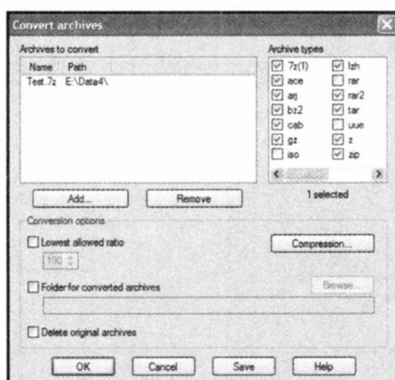 Convert archives
Archives to convert
Name Path
Test.7z E:\Data4\
Add...
Remove
Archive types
7z(1) lzh
ace rar
arj rar2
bz2 tar
cab uue
gz z
iso zip
1 selected
Conversion options
Lowest allowed ratio
100
Compression...
Folder for converted archives
Browse...
Delete original archives
OK Cancel Save Help